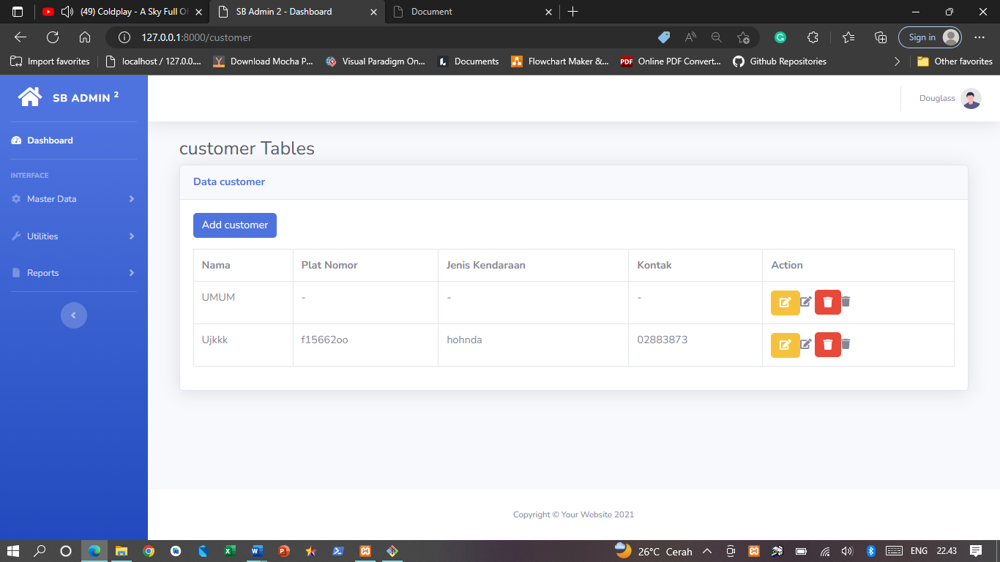 (49) Coldplay - A Sky Full Of
SB Admin 2 - Dashboard
Document
127.0.0.1:8000/customer
Sign in
Import favorites
localhost / 127.0.0....
Download Mocha P...
Visual Paradigm On...
Documents
Flowchart Maker &...
PDF
Online PDF Convert...
Github Repositories
Other favorites
SB ADMIN 2
Douglass
Dashboard
customer Tables
INTERFACE
Data customer
Master Data
Add customer
Utilities
Nama Plat Nomor Jenis Kendaraan Kontak Action
Reports
UMUM - - -
Ujkkk f15662oo hohnda 02883873
Copyright © Your Website 2021
26°C Cerah
ENG 22.43